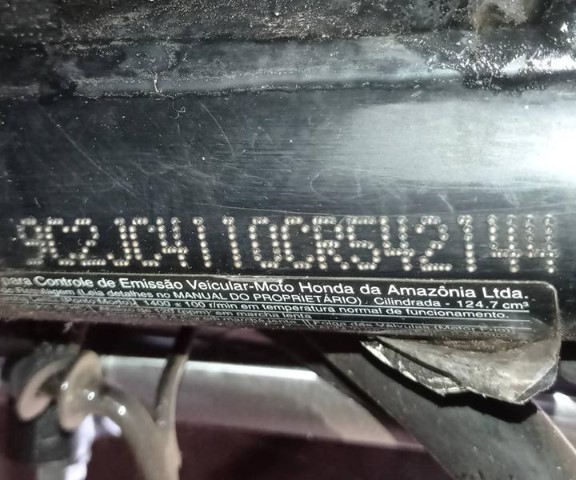 9C2JC4110CR542144
para Controle de Emissão Veicular-Moto Honda da Amazônia Ltda.
(veja detalhes no MANUAL DO PROPRIETÁRIO). Cilindrada - 124,7 cm³
1400 ± 100 r/min em temperatura normal de funcionamento.
em marcha lenta